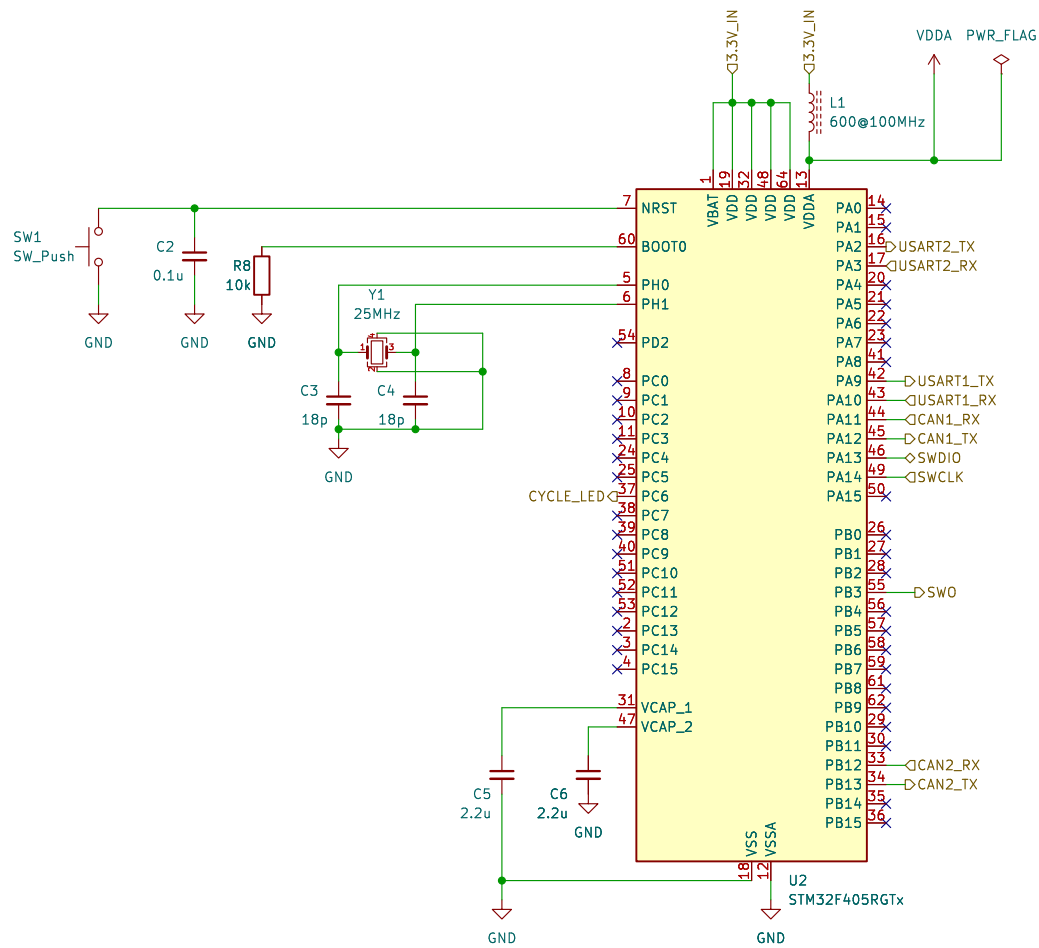 3.3V_IN
3.3V_IN
VDDA
PWR_FLAG
L1
600@100MHz
1
19
32
48
64
13
VBAT
VDD
VDD
VDD
VDD
VDDA
SW1
SW_Push
GND
C2
0.1u
GND
R8
10k
GND
Y1
25MHz
1
2
3
4
C3
18p
C4
18p
GND
7 NRST
60 BOOT0
5 PH0
6 PH1
54 PD2
8 PC0
9 PC1
10 PC2
11 PC3
24 PC4
25 PC5
CYCLE_LED 37 PC6
38 PC7
39 PC8
40 PC9
51 PC10
52 PC11
53 PC12
2 PC13
3 PC14
4 PC15
31 VCAP_1
47 VCAP_2
PA0 14
PA1 15
PA2 16 USART2_TX
PA3 17 USART2_RX
PA4 20
PA5 21
PA6 22
PA7 23
PA8 41
PA9 42 USART1_TX
PA10 43 USART1_RX
PA11 44 CAN1_RX
PA12 45 CAN1_TX
PA13 46 SWDIO
PA14 49 SWCLK
PA15 50
PB0 26
PB1 27
PB2 28
PB3 55 SWO
PB4 56
PB5 57
PB6 58
PB7 59
PB8 61
PB9 62
PB10 29
PB11 30
PB12 33 CAN2_RX
PB13 34 CAN2_TX
PB14 35
PB15 36
C5
2.2u
C6
2.2u
GND
VSS
VSSA
18
12
U2
STM32F405RGTx
GND
GND